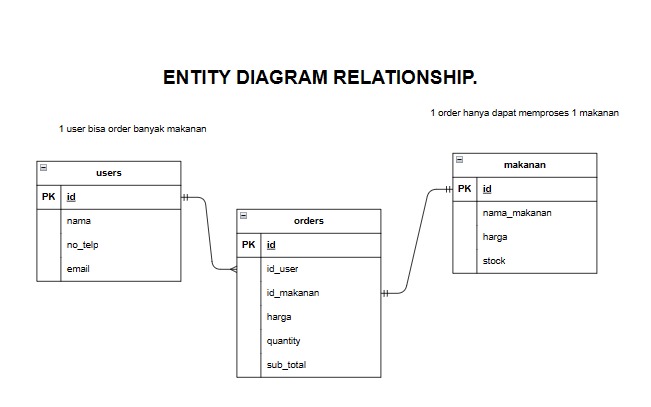 ENTITY DIAGRAM RELATIONSHIP.
1 order hanya dapat memproses 1 makanan
1 user bisa order banyak makanan
users
PK id
nama
no_telp
email
orders
PK id
id_user
id_makanan
harga
quantity
sub_total
makanan
PK id
nama_makanan
harga
stock